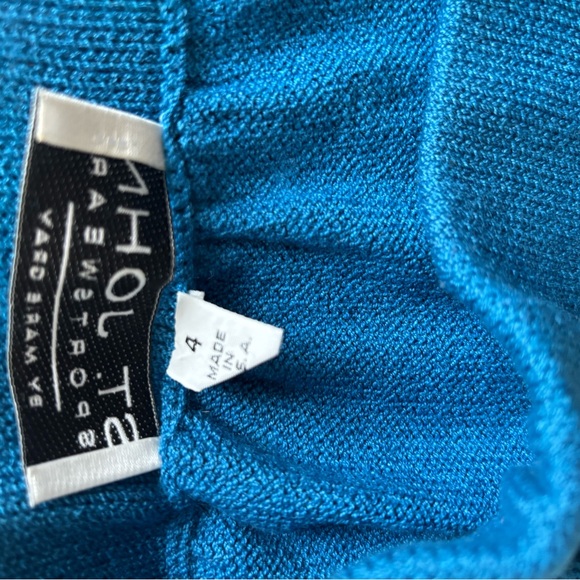 ST. JOHN
SPORTSWEAR
BY MARIE GRAY
4
MADE
IN
U.S.A.